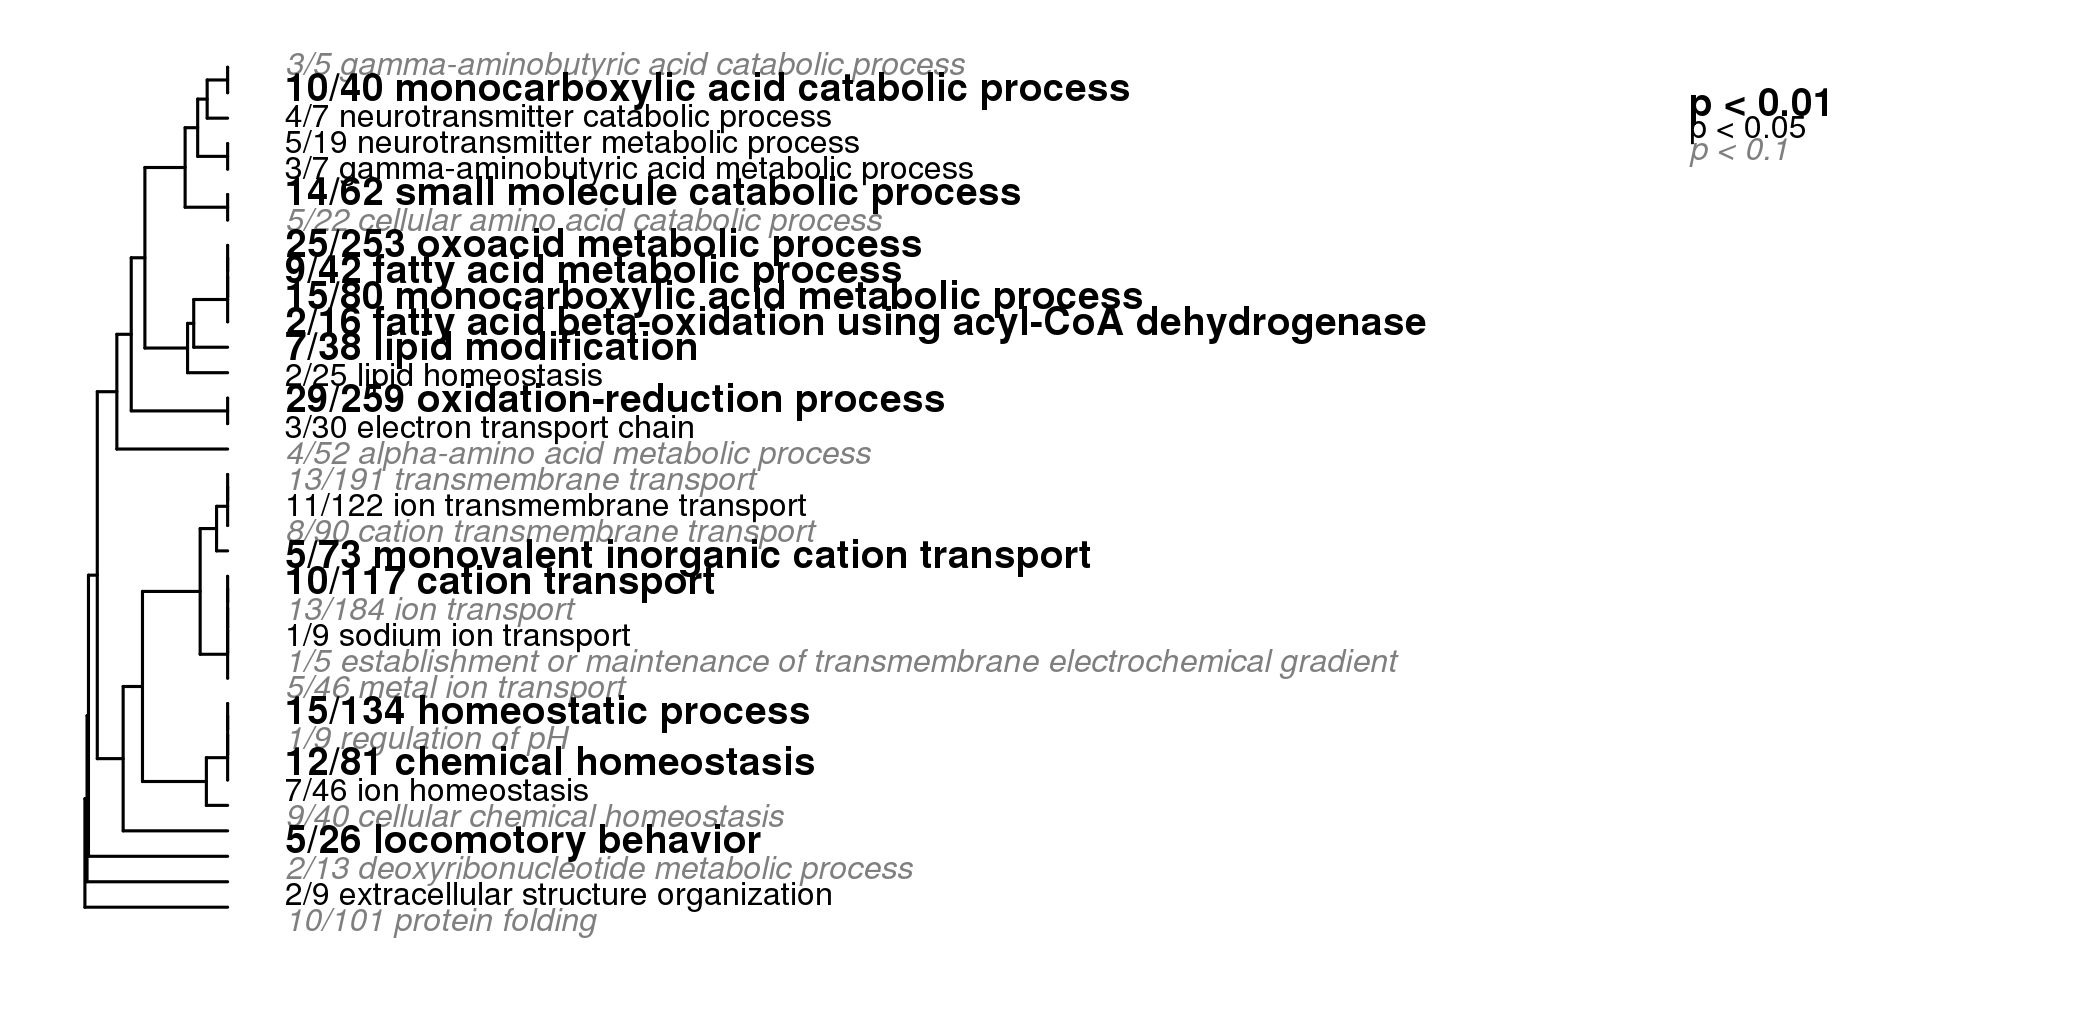 3/5 gamma-aminobutyric acid catabolic process
10/40 monocarboxylic acid catabolic process
4/7 neurotransmitter catabolic process
5/19 neurotransmitter metabolic process
3/7 gamma-aminobutyric acid metabolic process
14/62 small molecule catabolic process
5/22 cellular amino acid catabolic process
25/253 oxoacid metabolic process
9/42 fatty acid metabolic process
15/80 monocarboxylic acid metabolic process
2/16 fatty acid beta-oxidation using acyl-CoA dehydrogenase
7/38 lipid modification
2/25 lipid homeostasis
29/259 oxidation-reduction process
3/30 electron transport chain
4/52 alpha-amino acid metabolic process
13/191 transmembrane transport
11/122 ion transmembrane transport
8/90 cation transmembrane transport
5/73 monovalent inorganic cation transport
10/117 cation transport
13/184 ion transport
1/9 sodium ion transport
1/5 establishment or maintenance of transmembrane electrochemical gradient
5/46 metal ion transport
15/134 homeostatic process
1/9 regulation of pH
12/81 chemical homeostasis
7/46 ion homeostasis
9/40 cellular chemical homeostasis
5/26 locomotory behavior
2/13 deoxyribonucleotide metabolic process
2/9 extracellular structure organization
10/101 protein folding
p < 0.01
p < 0.05
p < 0.1